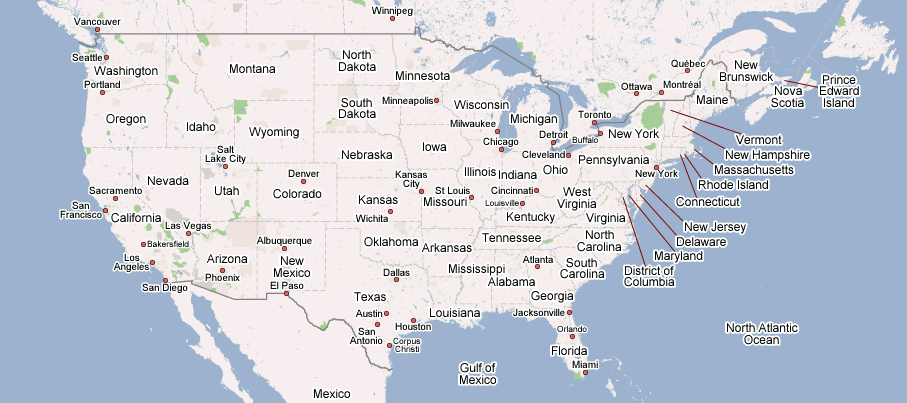 Winnipeg
Vancouver
Seattle
Washington
Portland
Montana
North
Dakota
Minnesota
Québec
New
Brunswick
Prince
Edward
Island
Nova
Scotia
Ottawa
Montréal
Maine
Oregon
Idaho
Wyoming
South
Dakota
Minneapolis
Wisconsin
Milwaukee
Michigan
Toronto
Detroit
Buffalo
New York
Vermont
New Hampshire
Massachusetts
Rhode Island
Connecticut
Salt
Lake City
Nebraska
Iowa
Chicago
Cleveland
Pennsylvania
New York
Nevada
Utah
Denver
Colorado
Kansas
City
Kansas
Wichita
St Louis
Missouri
Illinois
Indiana
Ohio
Cincinnati
Louisville
Kentucky
West
Virginia
Virginia
New Jersey
Delaware
Maryland
District of
Columbia
Sacramento
San
Francisco
California
Las Vegas
Bakersfield
Los
Angeles
San Diego
Arizona
Phoenix
Albuquerque
New
Mexico
El Paso
Oklahoma
Arkansas
Tennessee
North
Carolina
Atlanta
South
Carolina
Mississippi
Alabama
Georgia
Dallas
Texas
Austin
San
Antonio
Houston
Corpus
Christi
Louisiana
Jacksonville
Orlando
Florida
Miami
Gulf of
Mexico
North Atlantic
Ocean
Mexico